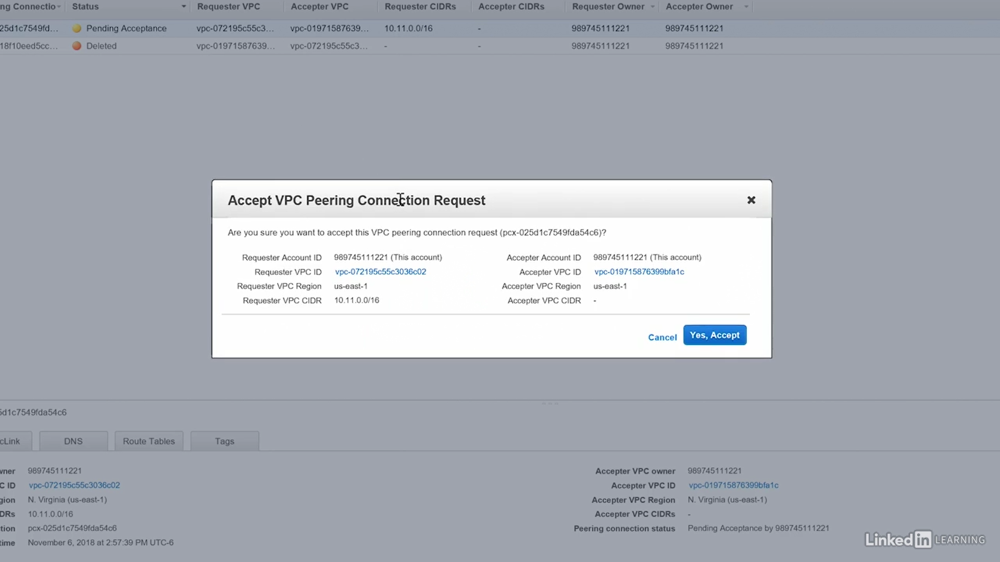 ng Connectio Status Requester VPC Accepter VPC Requester CIDRs Accepter CIDRs Requester Owner Accepter Owner
25d1c7549fd... Pending Acceptance vpc-072195c55c3... vpc-01971587639... 10.11.0.0/16 - 989745111221 989745111221
18f10eed5cc... Deleted vpc-01971587639... vpc-072195c55c3... - - 989745111221 989745111221
Accept VPC Peering Connection Request
Are you sure you want to accept this VPC peering connection request (pcx-025d1c7549fda54c6)?
Requester Account ID 989745111221 (This account) Accepter Account ID 989745111221 (This account)
Requester VPC ID vpc-072195c55c3036c02 Accepter VPC ID vpc-019715876399bfa1c
Requester VPC Region us-east-1 Accepter VPC Region us-east-1
Requester VPC CIDR 10.11.0.0/16 Accepter VPC CIDR -
Cancel Yes, Accept
5d1c7549fda54c6
cLink DNS Route Tables Tags
wner 989745111221 Accepter VPC owner 989745111221
C ID vpc-072195c55c3036c02 Accepter VPC ID vpc-019715876399bfa1c
gion N. Virginia (us-east-1) Accepter VPC Region N. Virginia (us-east-1)
DRs 10.11.0.0/16 Accepter VPC CIDRs -
ction pcx-025d1c7549fda54c6 Peering connection status Pending Acceptance by 989745111221
time November 6, 2018 at 2:57:39 PM UTC-6
Linked in LEARNING